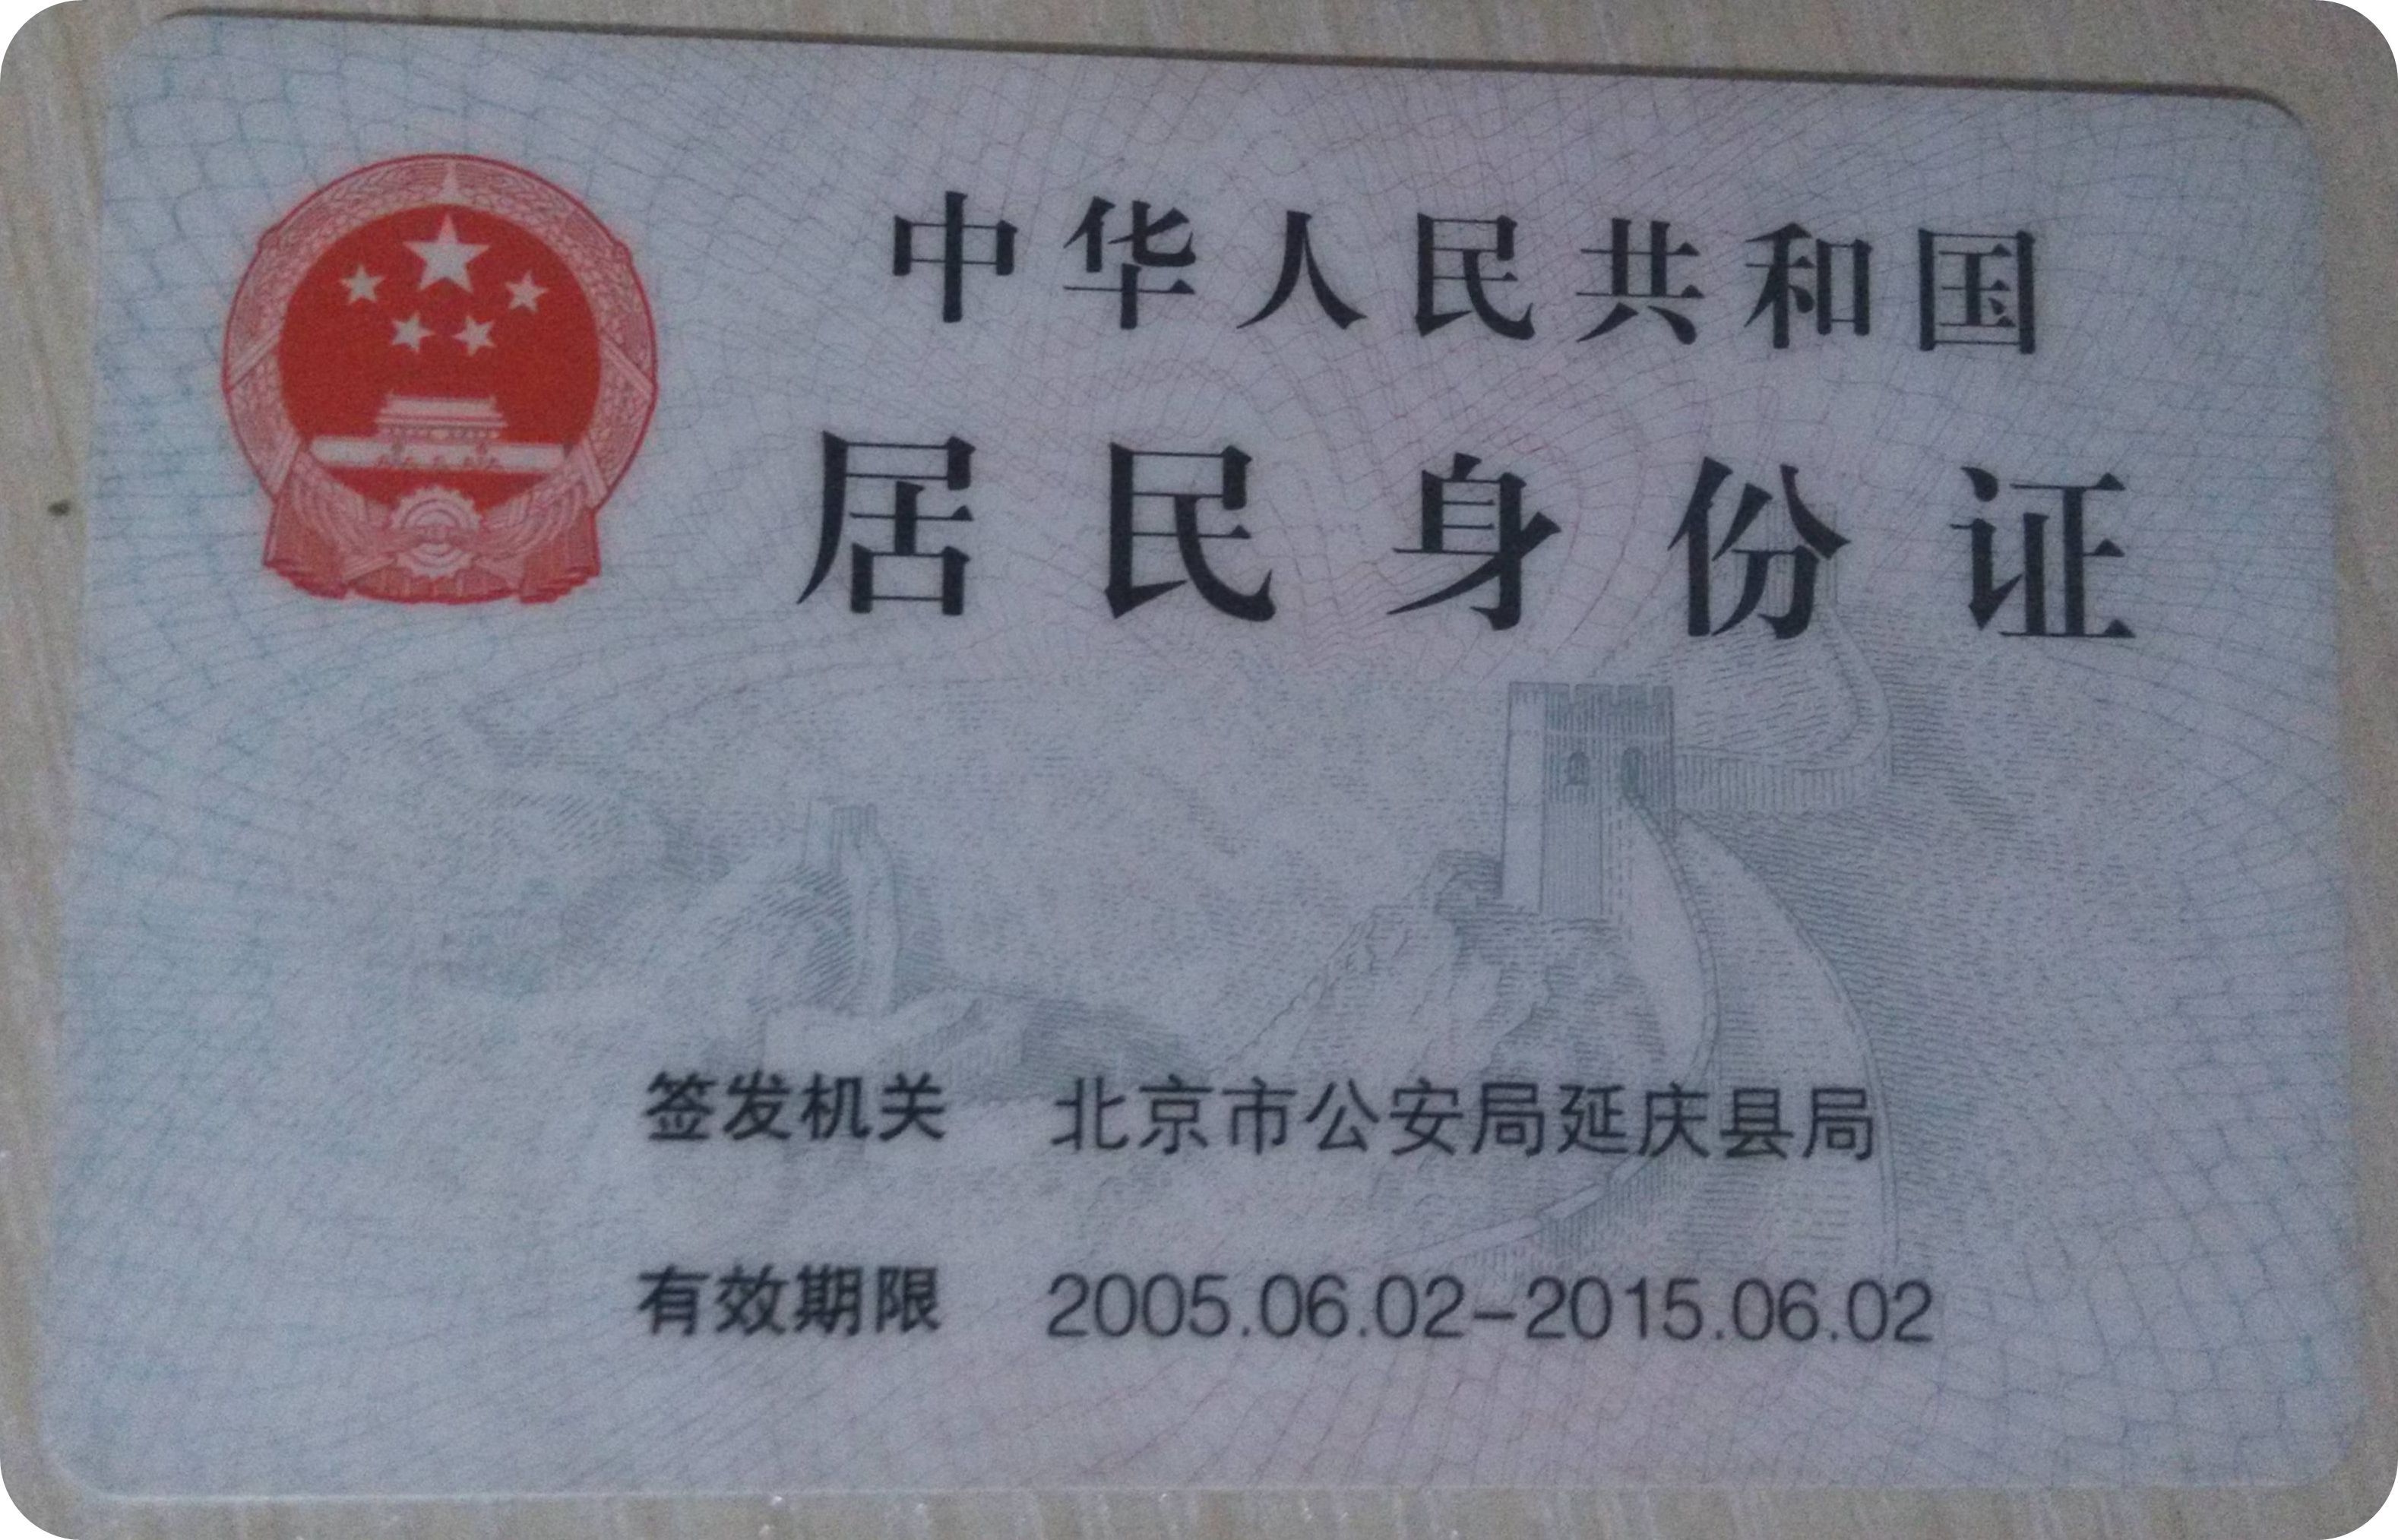 中华人民共和国
居民身份证
签发机关 北京市公安局延庆县局
有效期限 2005.06.02-2015.06.02